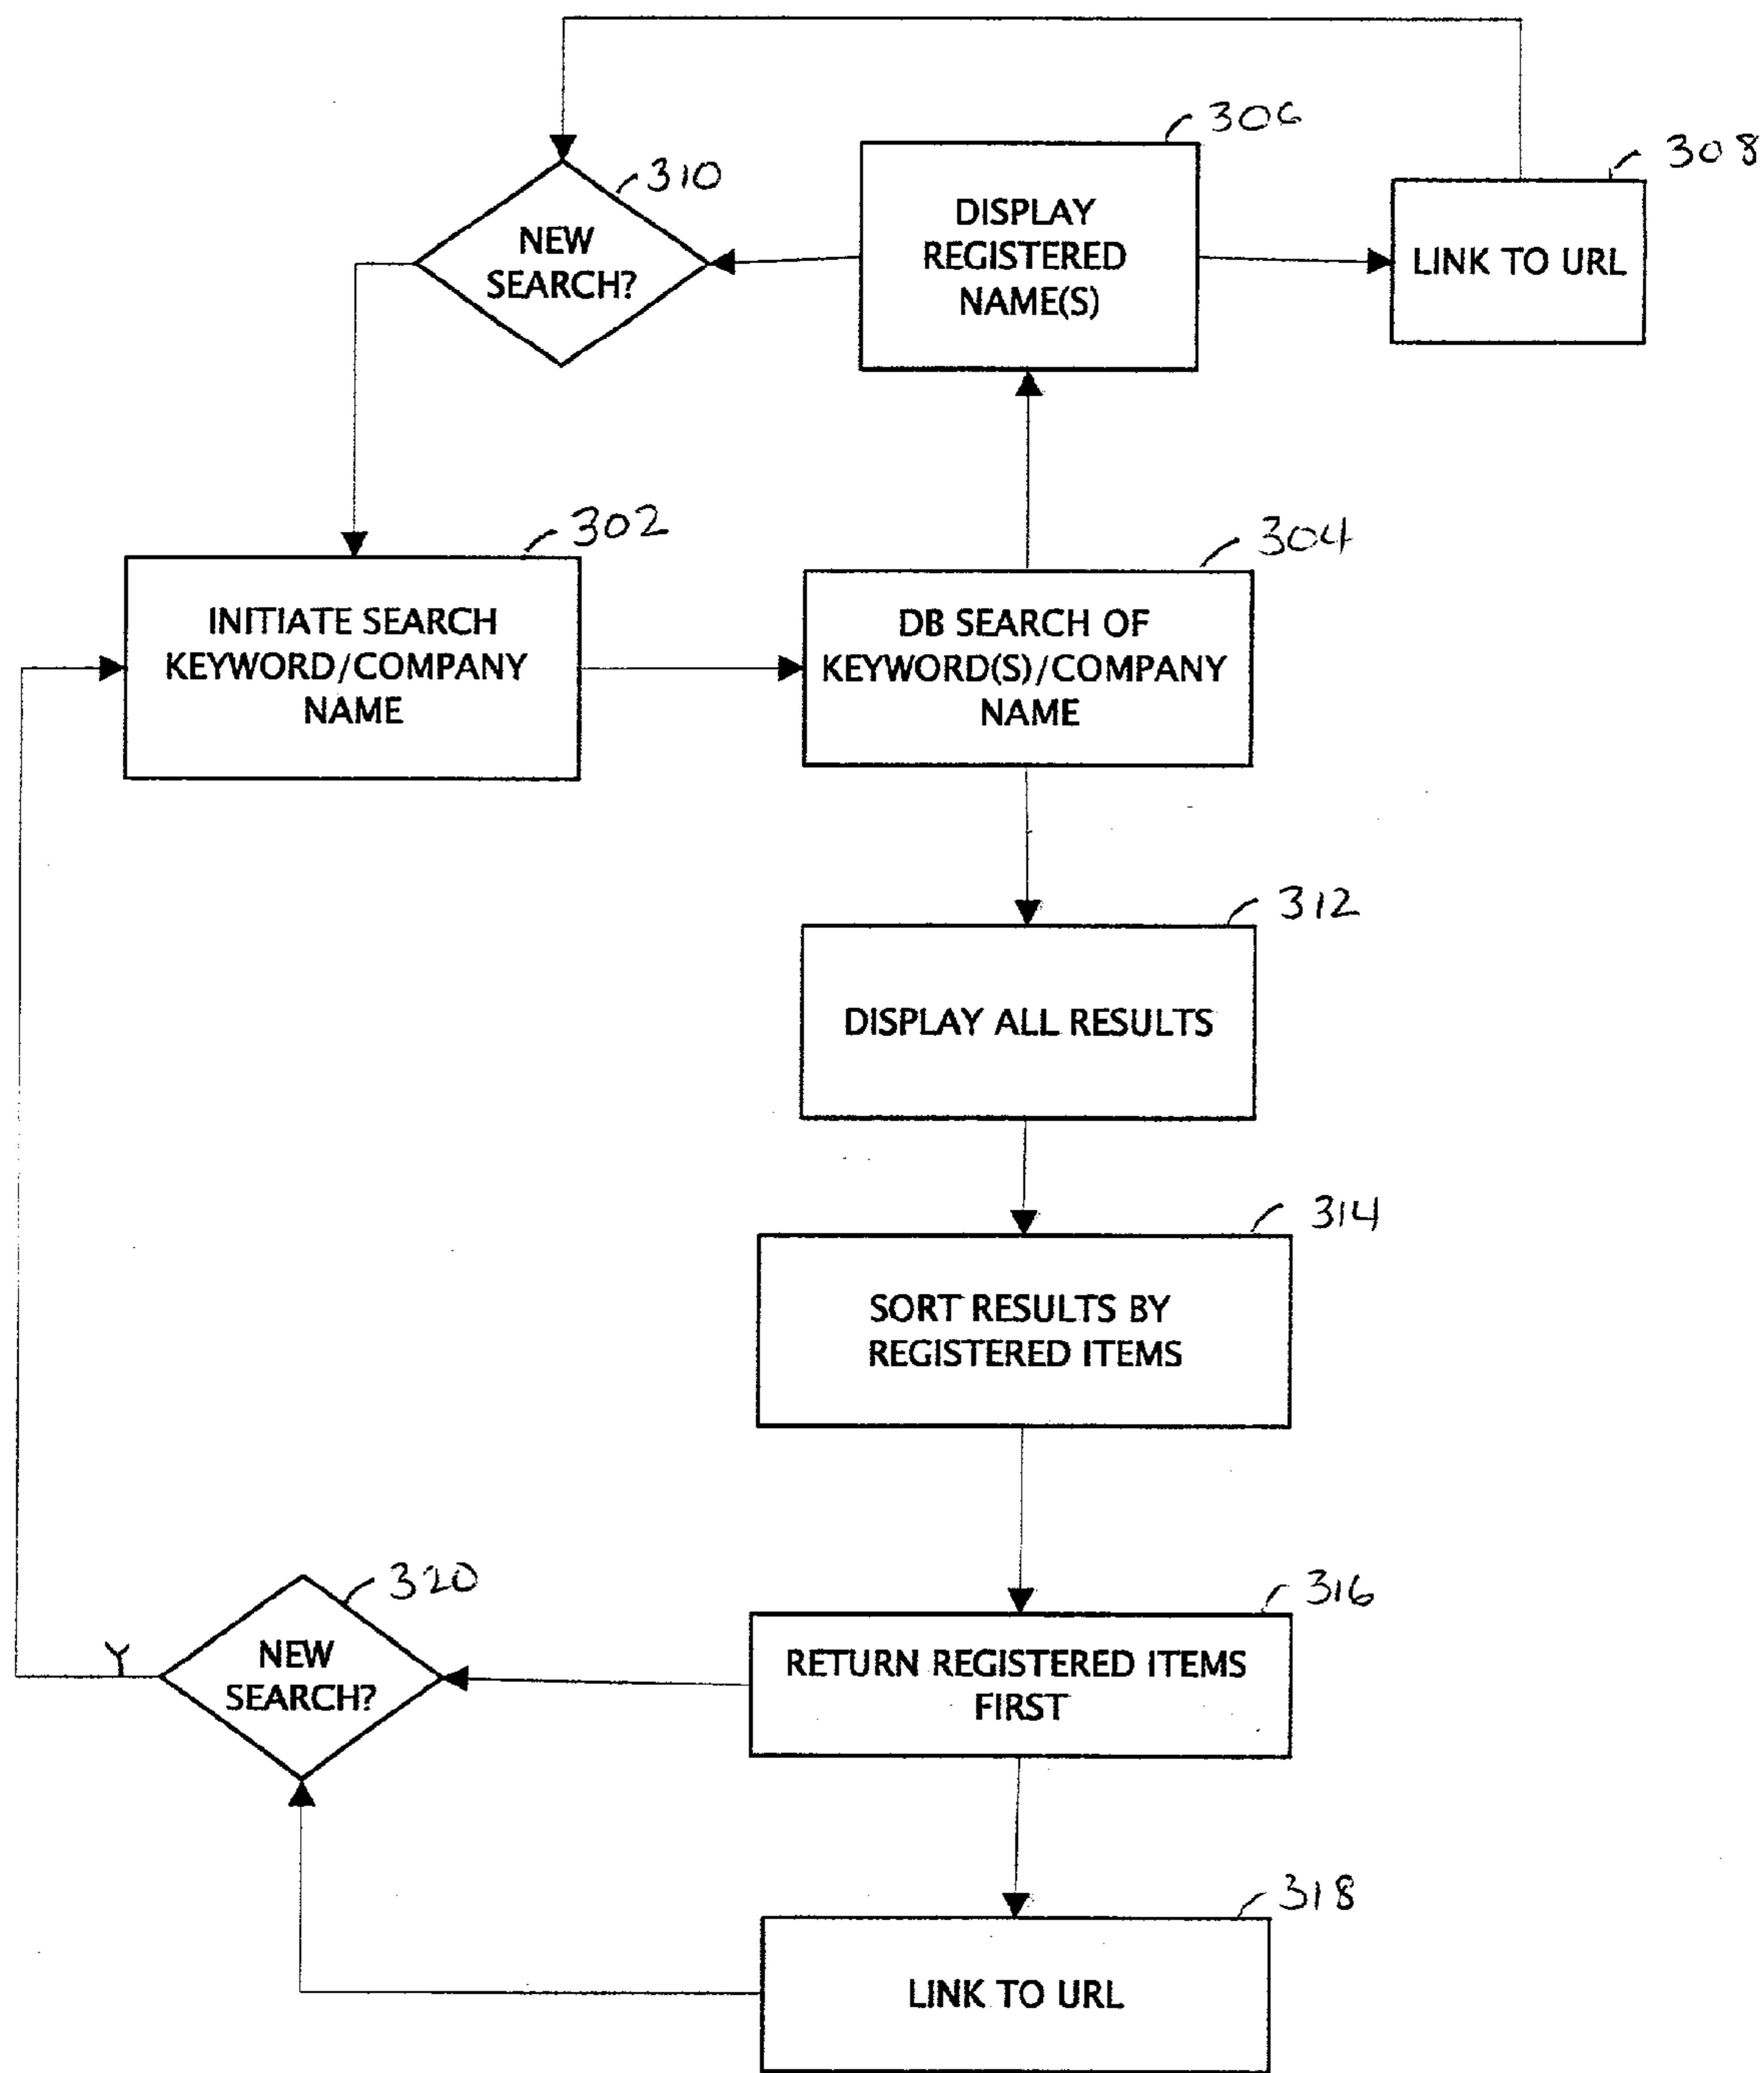 306
308
310
NEW
SEARCH?
DISPLAY
REGISTERED
NAME(S)
LINK TO URL
302
304
INITIATE SEARCH
KEYWORD/COMPANY
NAME
DB SEARCH OF
KEYWORD(S)/COMPANY
NAME
312
DISPLAY ALL RESULTS
314
SORT RESULTS BY
REGISTERED ITEMS
320
316
Y
NEW
SEARCH?
RETURN REGISTERED ITEMS
FIRST
318
LINK TO URL